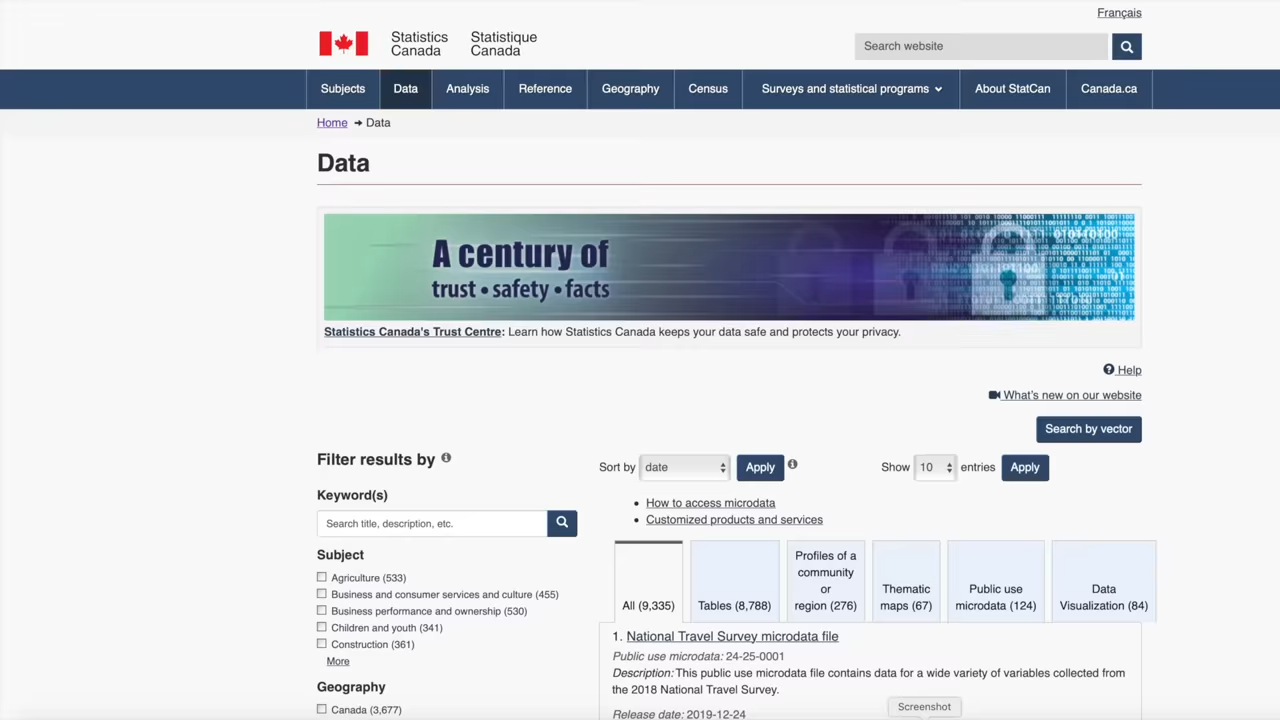 Français
Statistics Canada
Statistique Canada
Search website
Subjects
Data
Analysis
Reference
Geography
Census
Surveys and statistical programs
About StatCan
Canada.ca
Home Data
Data
A century of
trust • safety • facts
Statistics Canada's Trust Centre: Learn how Statistics Canada keeps your data safe and protects your privacy.
Help
What's new on our website
Search by vector
Filter results by
Sort by date Apply
Show 10 entries Apply
Keyword(s)
Search title, description, etc.
Subject
Agriculture (533)
Business and consumer services and culture (455)
Business performance and ownership (530)
Children and youth (341)
Construction (361)
More
Geography
Canada (3,677)
• How to access microdata
• Customized products and services
All (9,335)
Tables (8,788)
Profiles of a
community
or
region (276)
Thematic
maps (67)
Public use
microdata (124)
Data
Visualization (84)
1. National Travel Survey microdata file
Public use microdata: 24-25-0001
Description: This public use microdata file contains data for a wide variety of variables collected from
the 2018 National Travel Survey.
Release date: 2019-12-24
Screenshot